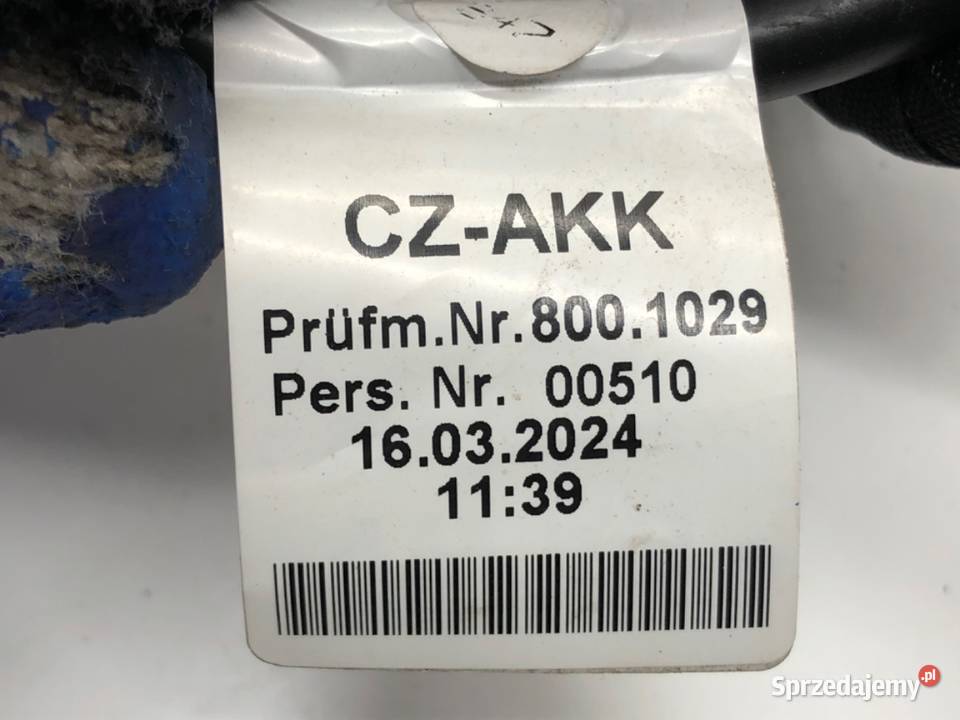 CZ-AKK
Prüfm.Nr.800.1029
Pers. Nr. 00510
16.03.2024
11:39
Sprzedajemy.pl